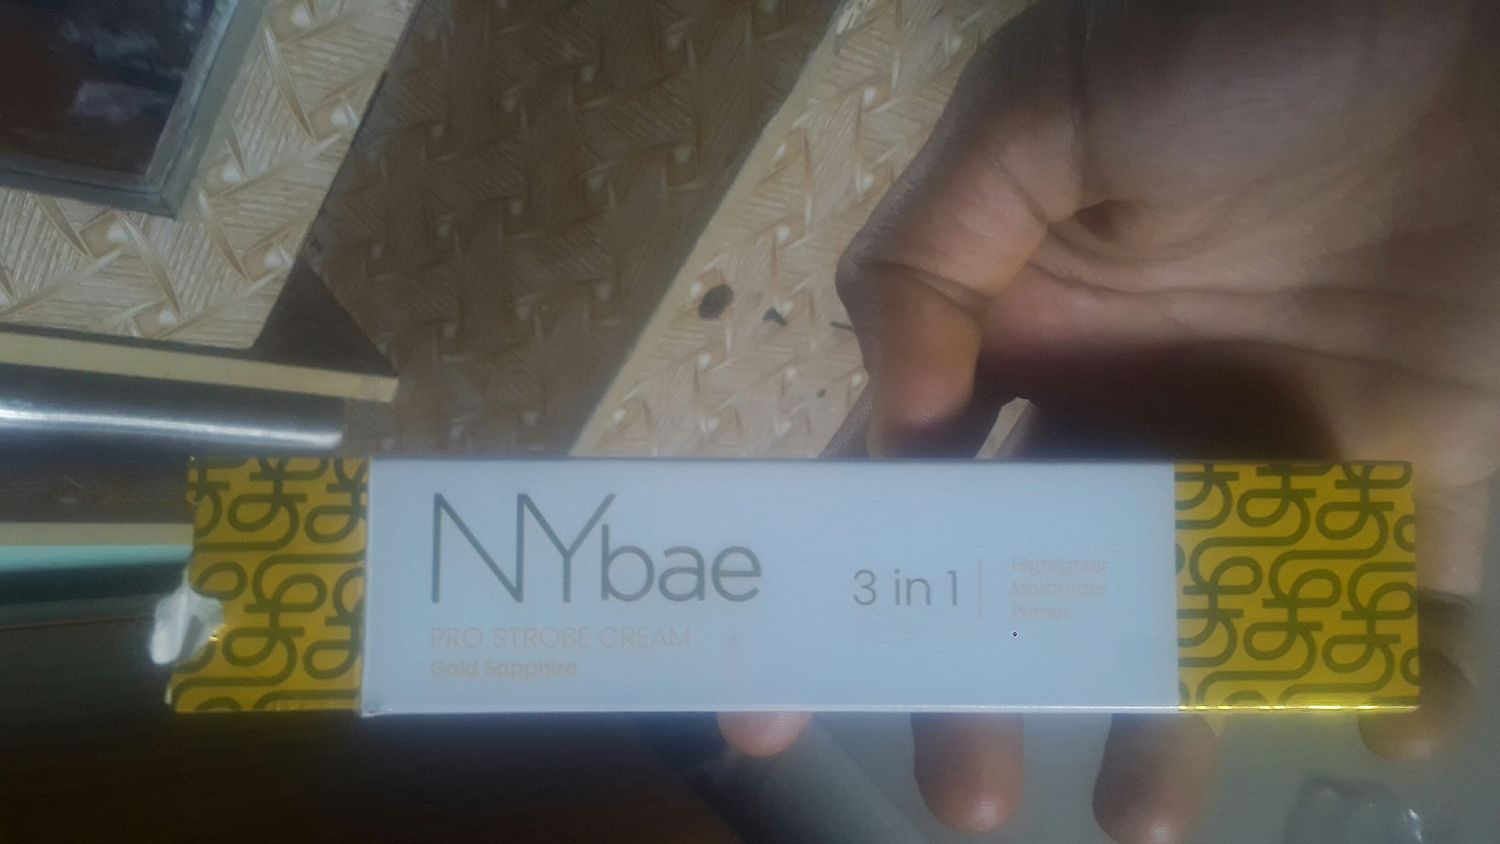 NYbae
PRO STROBE CREAM
Gold Sapphire
3 in 1
Highlighter
Moisturizer
Primer